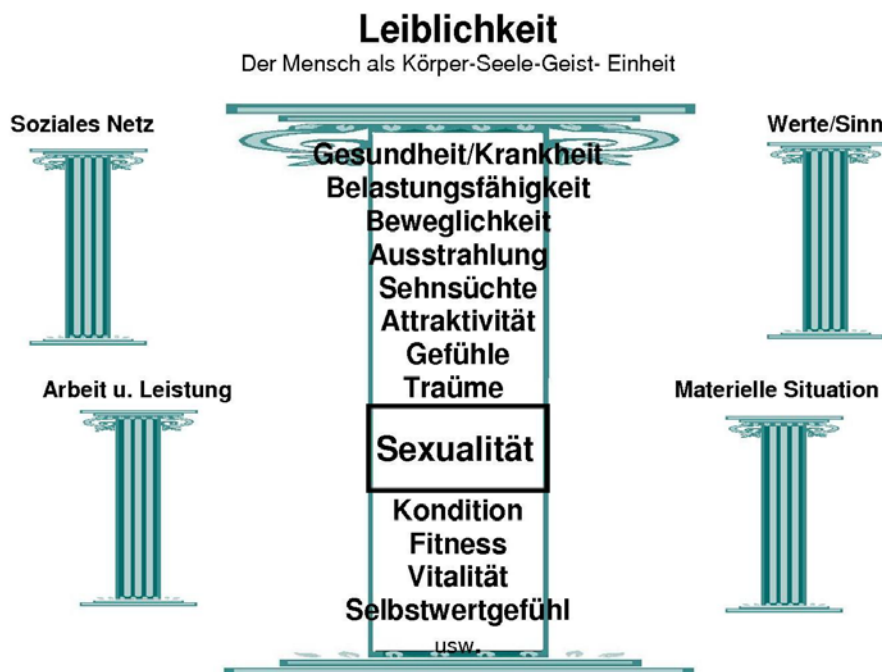 Leiblichkeit
Der Mensch als Körper-Seele-Geist- Einheit
Soziales Netz
Werte/Sinn
Gesundheit/Krankheit
Belastungsfähigkeit
Beweglichkeit
Ausstrahlung
Sehnsüchte
Attraktivität
Gefühle
Traüme
Arbeit u. Leistung
Materielle Situation
Sexualität
Kondition
Fitness
Vitalität
Selbstwertgefühl
usw.